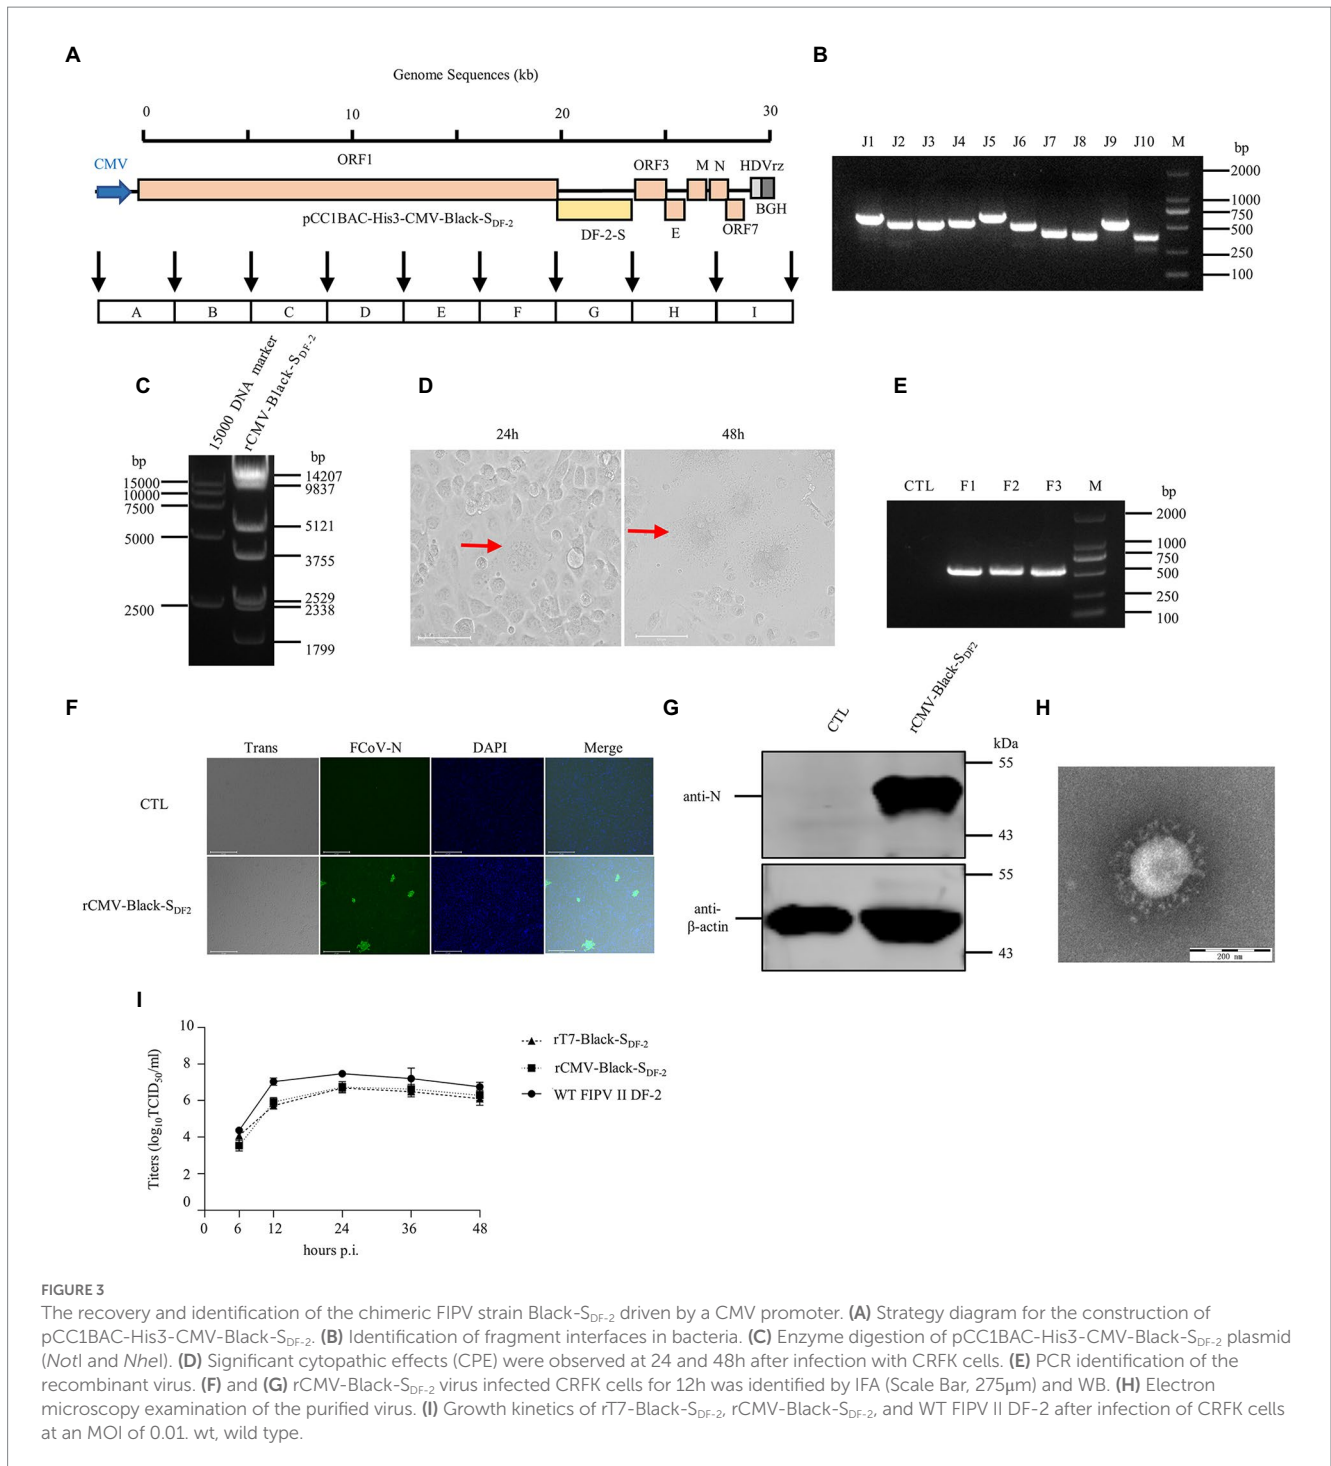 A
Genome Sequences (kb)
0 10 20 30
CMV
ORF1
ORF3
M N
HDVrz
pCC1BAC-His3-CMV-Black-S_DF-2
DF-2-S
E
ORF7
BGH
A B C D E F G H I
B
J1 J2 J3 J4 J5 J6 J7 J8 J9 J10 M
bp
2000
1000
750
500
250
100
C
15000 DNA marker
rCMV-Black-S_DF-2
bp
15000
10000
7500
5000
2500
bp
14207
9837
5121
3755
2529
2338
1799
D
24h 48h
E
CTL F1 F2 F3 M
bp
2000
1000
750
500
250
100
F
Trans FCoV-N DAPI Merge
CTL
rCMV-Black-S_DF2
G
CTL
rCMV-Black-S_DF2
kDa
55
anti-N
43
55
anti-
β-actin
43
H
200 nm
I
Titers (log10TCID50/ml)
10
8
6
4
2
0
0 6 12 24 36 48
hours p.i.
rT7-Black-S_DF-2
rCMV-Black-S_DF-2
WT FIPV II DF-2
FIGURE 3
The recovery and identification of the chimeric FIPV strain Black-S_DF-2 driven by a CMV promoter. (A) Strategy diagram for the construction of
pCC1BAC-His3-CMV-Black-S_DF-2. (B) Identification of fragment interfaces in bacteria. (C) Enzyme digestion of pCC1BAC-His3-CMV-Black-S_DF-2 plasmid
(NotI and NheI). (D) Significant cytopathic effects (CPE) were observed at 24 and 48h after infection with CRFK cells. (E) PCR identification of the
recombinant virus. (F) and (G) rCMV-Black-S_DF-2 virus infected CRFK cells for 12h was identified by IFA (Scale Bar, 275μm) and WB. (H) Electron
microscopy examination of the purified virus. (I) Growth kinetics of rT7-Black-S_DF-2, rCMV-Black-S_DF-2, and WT FIPV II DF-2 after infection of CRFK cells
at an MOI of 0.01. wt, wild type.